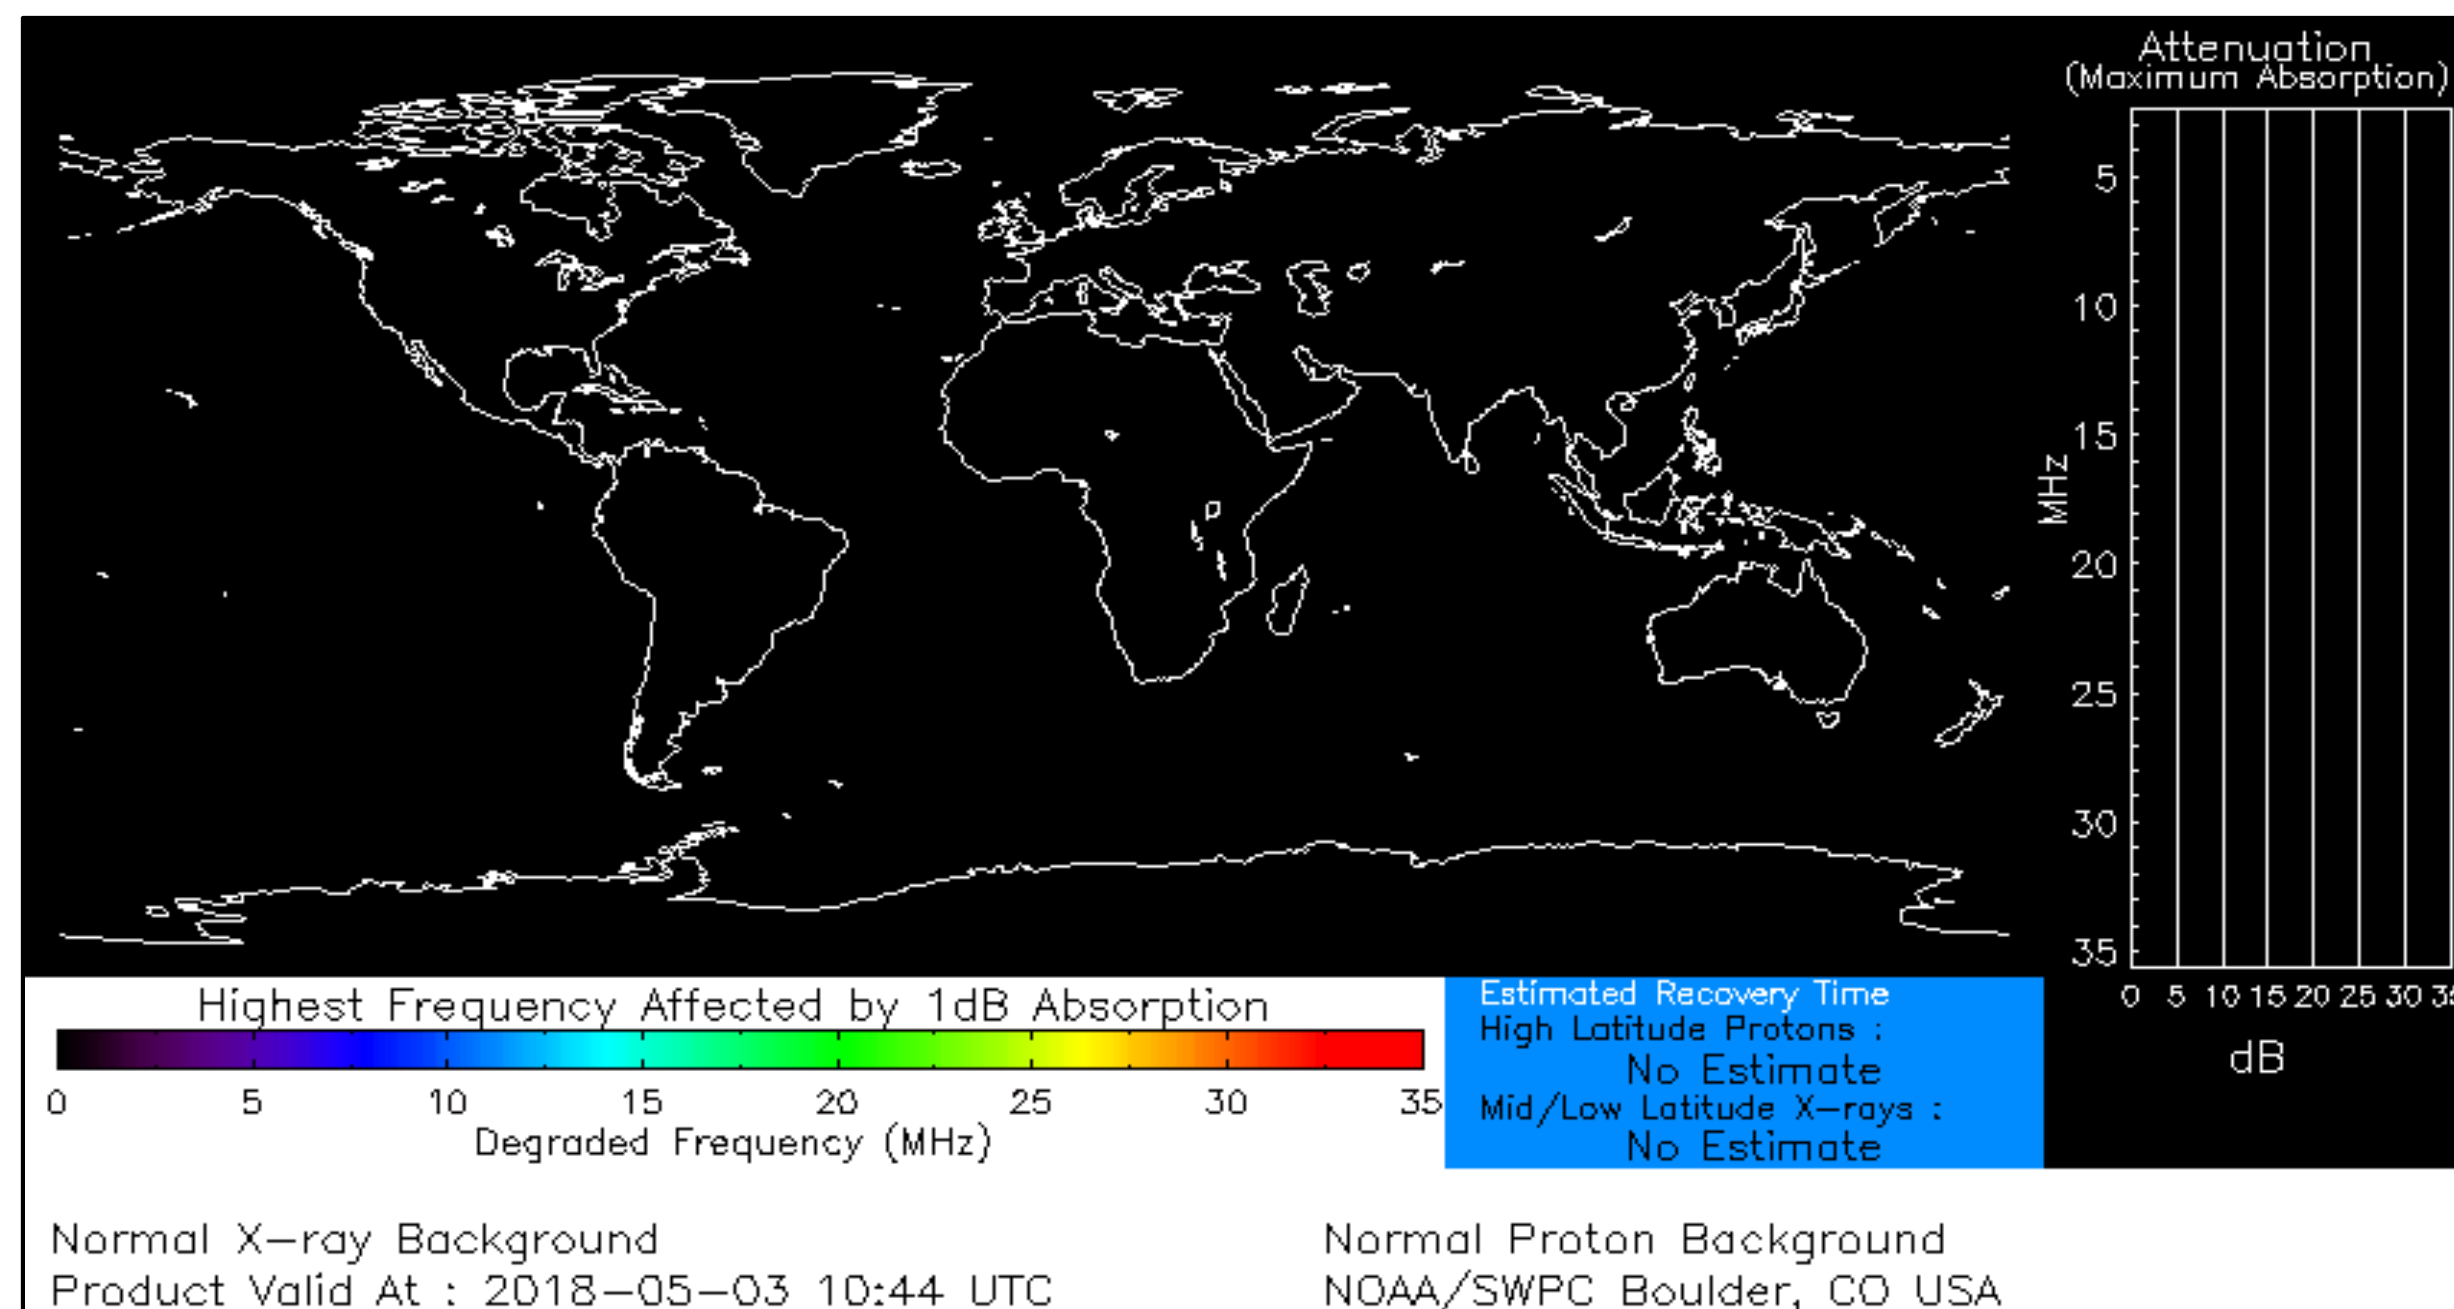 Attenuation
(Maximum Absorption)
5
10
15
20
25
30
35
MHz
0 5 10 15 20 25 30
dB
Highest Frequency Affected by 1dB Absorption
0 5 10 15 20 25 30 35
Degraded Frequency (MHz)
Estimated Recovery Time
High Latitude Protons :
No Estimate
Mid/Low Latitude X-rays :
No Estimate
Normal X-ray Background
Normal Proton Background
Product Valid At : 2018-05-03 10:44 UTC
NOAA/SWPC Boulder, CO USA